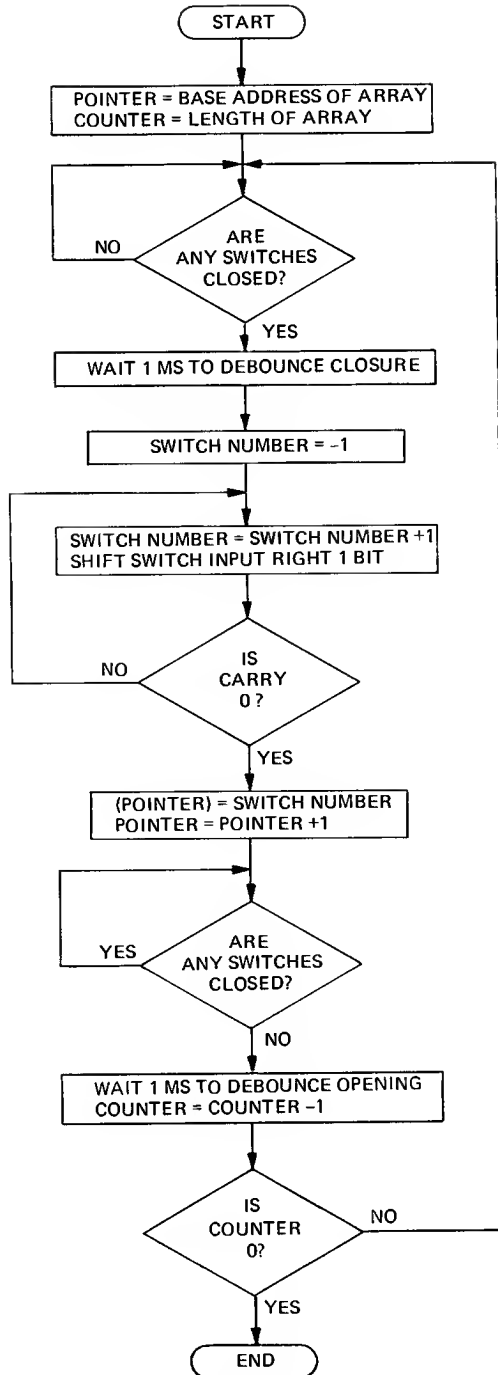 START
POINTER = BASE ADDRESS OF ARRAY
COUNTER = LENGTH OF ARRAY
NO
ARE
ANY SWITCHES
CLOSED?
YES
WAIT 1 MS TO DEBOUNCE CLOSURE
SWITCH NUMBER = -1
SWITCH NUMBER = SWITCH NUMBER +1
SHIFT SWITCH INPUT RIGHT 1 BIT
NO
IS
CARRY
0?
YES
(POINTER) = SWITCH NUMBER
POINTER = POINTER +1
YES
ARE
ANY SWITCHES
CLOSED?
NO
WAIT 1 MS TO DEBOUNCE OPENING
COUNTER = COUNTER -1
IS
COUNTER
0?
NO
YES
END